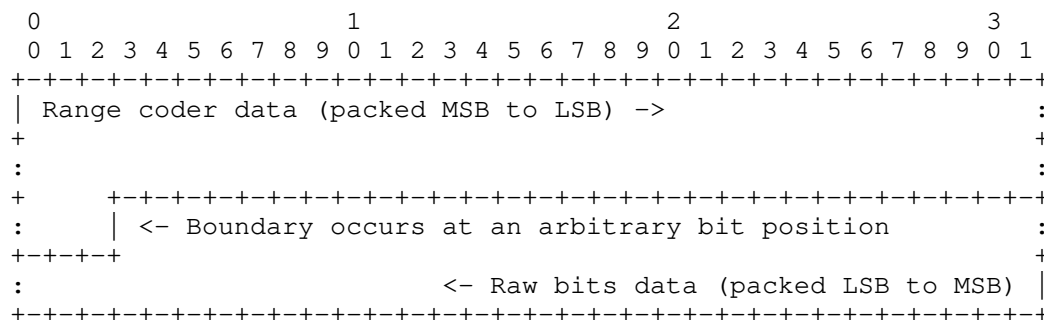 0                   1                   2                   3
 0 1 2 3 4 5 6 7 8 9 0 1 2 3 4 5 6 7 8 9 0 1 2 3 4 5 6 7 8 9 0 1
+-+-+-+-+-+-+-+-+-+-+-+-+-+-+-+-+-+-+-+-+-+-+-+-+-+-+-+-+-+-+-+-+
| Range coder data (packed MSB to LSB) ->                       :
+                                                               +
:                                                               :
+     +-+-+-+-+-+-+-+-+-+-+-+-+-+-+-+-+-+-+-+-+-+-+-+-+-+-+-+-+-+
:     | <- Boundary occurs at an arbitrary bit position         :
+-+-+-+                                                         +
:                          <- Raw bits data (packed LSB to MSB) |
+-+-+-+-+-+-+-+-+-+-+-+-+-+-+-+-+-+-+-+-+-+-+-+-+-+-+-+-+-+-+-+-+